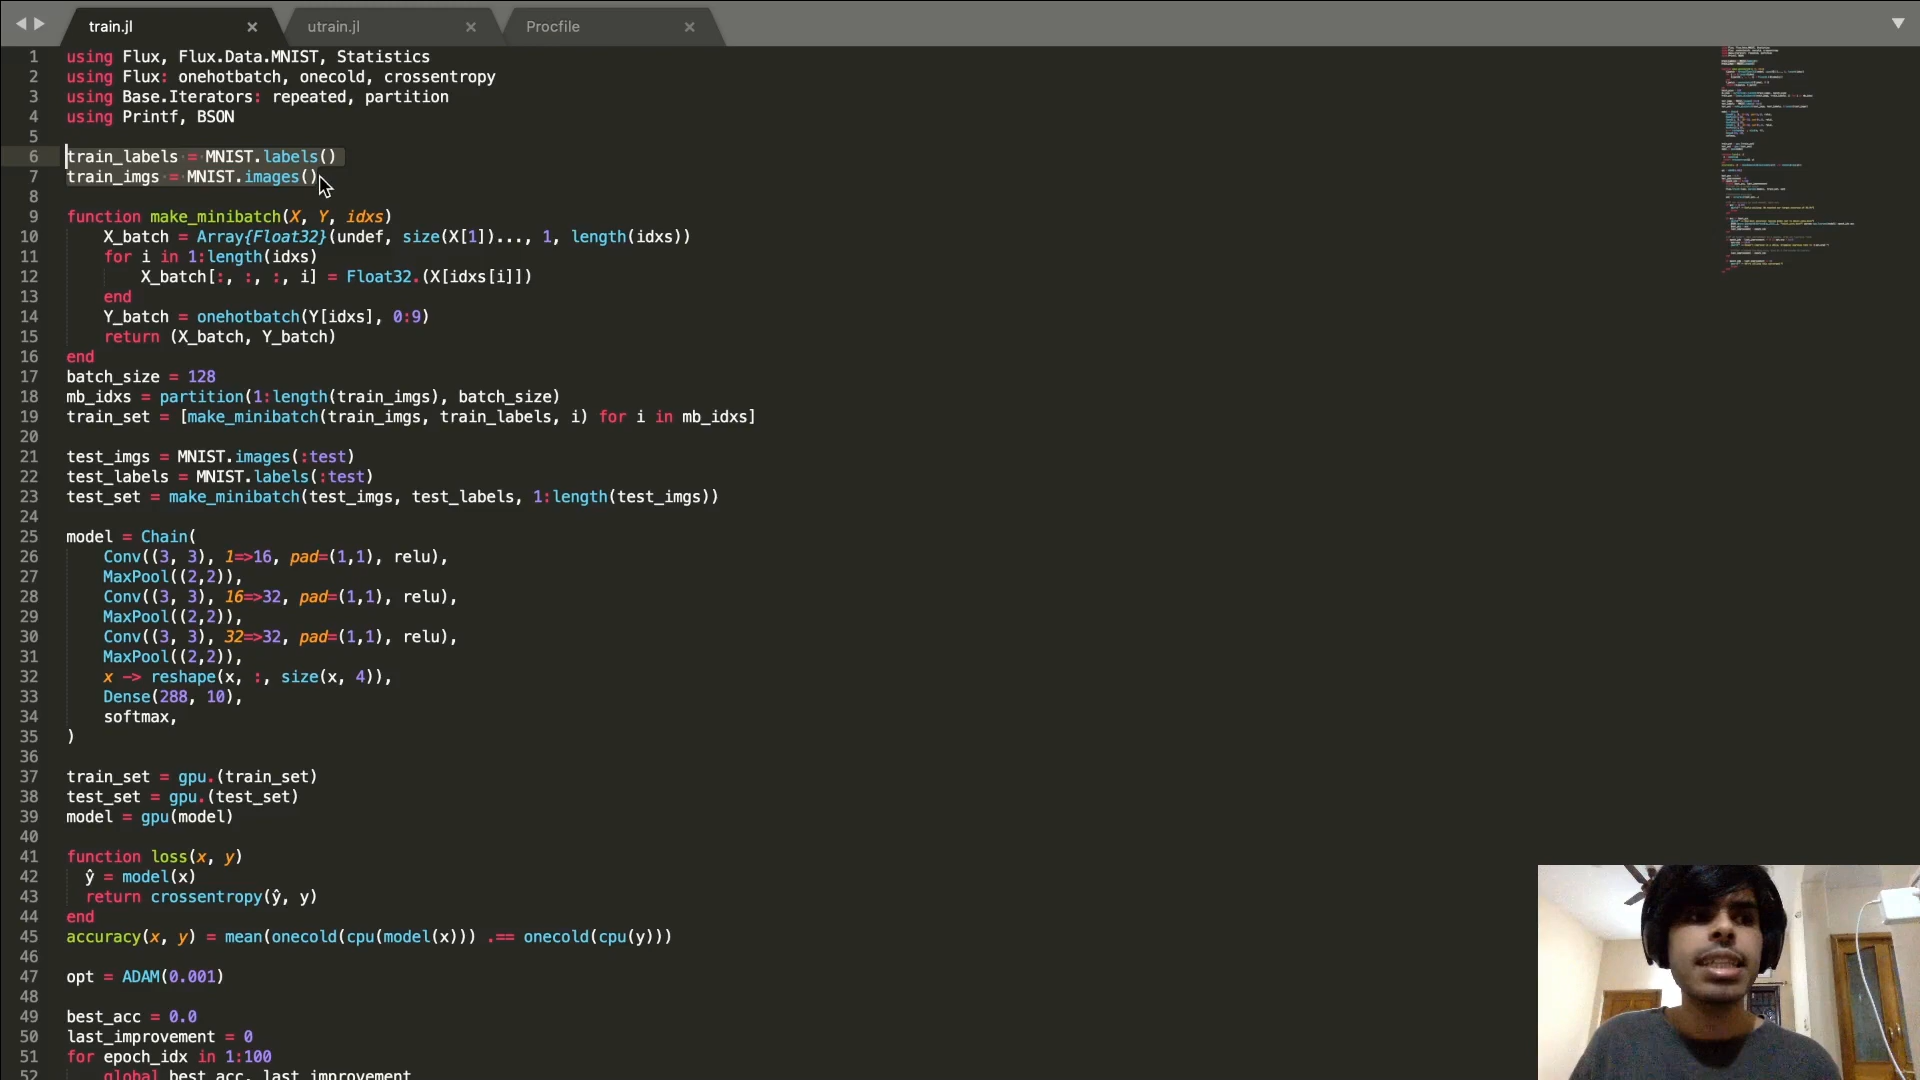 train.jl
utrain.jl
Procfile
1 using Flux, Flux.Data.MNIST, Statistics
2 using Flux: onehotbatch, onecold, crossentropy
3 using Base.Iterators: repeated, partition
4 using Printf, BSON
5
6 train_labels = MNIST.labels()
7 train_imgs = MNIST.images()
8
9 function make_minibatch(X, Y, idxs)
10 X_batch = Array{Float32}(undef, size(X[1])..., 1, length(idxs))
11 for i in 1:length(idxs)
12 X_batch[:, :, :, i] = Float32.(X[idxs[i]])
13 end
14 Y_batch = onehotbatch(Y[idxs], 0:9)
15 return (X_batch, Y_batch)
16 end
17 batch_size = 128
18 mb_idxs = partition(1:length(train_imgs), batch_size)
19 train_set = [make_minibatch(train_imgs, train_labels, i) for i in mb_idxs]
20
21 test_imgs = MNIST.images(:test)
22 test_labels = MNIST.labels(:test)
23 test_set = make_minibatch(test_imgs, test_labels, 1:length(test_imgs))
24
25 model = Chain(
26 Conv((3, 3), 1=>16, pad=(1,1), relu),
27 MaxPool((2,2)),
28 Conv((3, 3), 16=>32, pad=(1,1), relu),
29 MaxPool((2,2)),
30 Conv((3, 3), 32=>32, pad=(1,1), relu),
31 MaxPool((2,2)),
32 x -> reshape(x, :, size(x, 4)),
33 Dense(288, 10),
34 softmax,
35 )
36
37 train_set = gpu.(train_set)
38 test_set = gpu.(test_set)
39 model = gpu(model)
40
41 function loss(x, y)
42 ŷ = model(x)
43 return crossentropy(ŷ, y)
44 end
45 accuracy(x, y) = mean(onecold(cpu(model(x))) .== onecold(cpu(y)))
46
47 opt = ADAM(0.001)
48
49 best_acc = 0.0
50 last_improvement = 0
51 for epoch_idx in 1:100
52 global best_acc, last_improvement